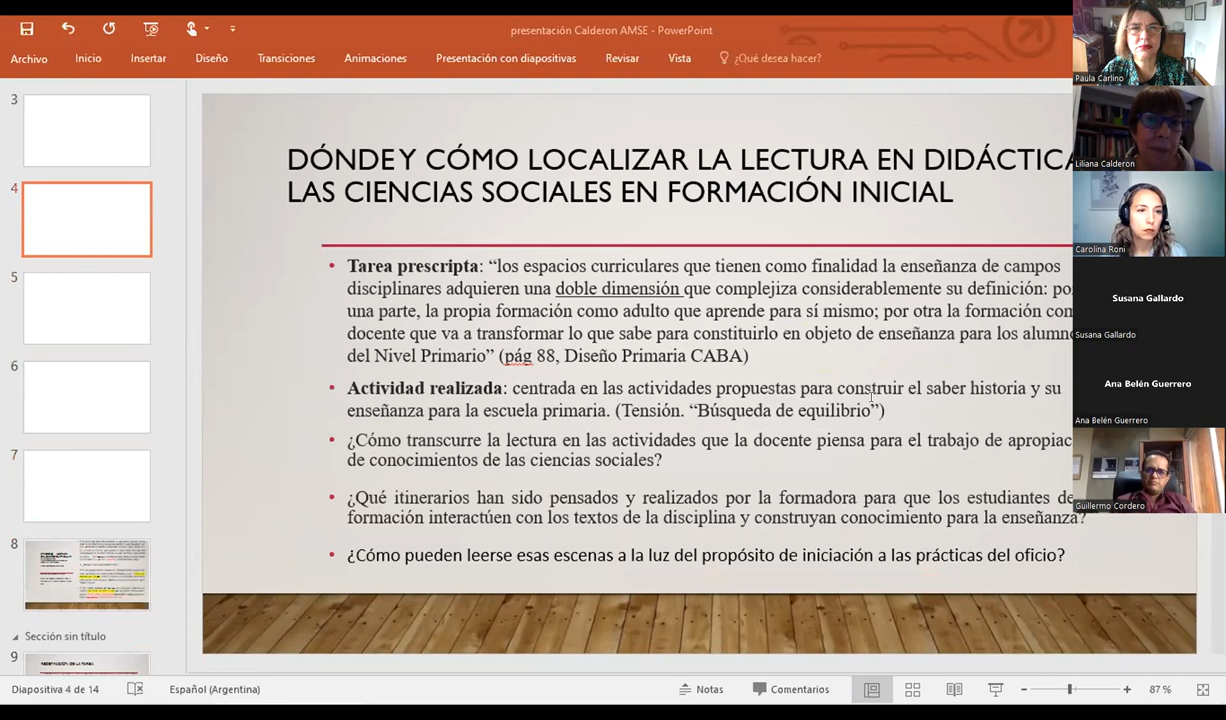 presentación Calderon AMSE - PowerPoint
Archivo Inicio Insertar Diseño Transiciones Animaciones Presentación con diapositivas Revisar Vista ¿Qué desea hacer?
3
4
5
6
7
8
Sección sin título
9
DÓNDE Y CÓMO LOCALIZAR LA LECTURA EN DIDÁCTICA
LAS CIENCIAS SOCIALES EN FORMACIÓN INICIAL
• Tarea prescripta: “los espacios curriculares que tienen como finalidad la enseñanza de campos
disciplinares adquieren una doble dimensión que complejiza considerablemente su definición: po
una parte, la propia formación como adulto que aprende para sí mismo; por otra la formación con
docente que va a transformar lo que sabe para constituirlo en objeto de enseñanza para los alumn
del Nivel Primario” (pág 88, Diseño Primaria CABA)
• Actividad realizada: centrada en las actividades propuestas para construir el saber historia y su
enseñanza para la escuela primaria. (Tensión. “Búsqueda de equilibrio”)
• ¿Cómo transcurre la lectura en las actividades que la docente piensa para el trabajo de apropiac
de conocimientos de las ciencias sociales?
• ¿Qué itinerarios han sido pensados y realizados por la formadora para que los estudiantes de
formación interactúen con los textos de la disciplina y construyan conocimiento para la enseñanza?
• ¿Cómo pueden leerse esas escenas a la luz del propósito de iniciación a las prácticas del oficio?
Paula Carlino
Liliana Calderon
Carolina Roni
Susana Gallardo
Susana Gallardo
Ana Belén Guerrero
Ana Belén Guerrero
Guillermo Cordero
Diapositiva 4 de 14 Español (Argentina) Notas Comentarios 87 %